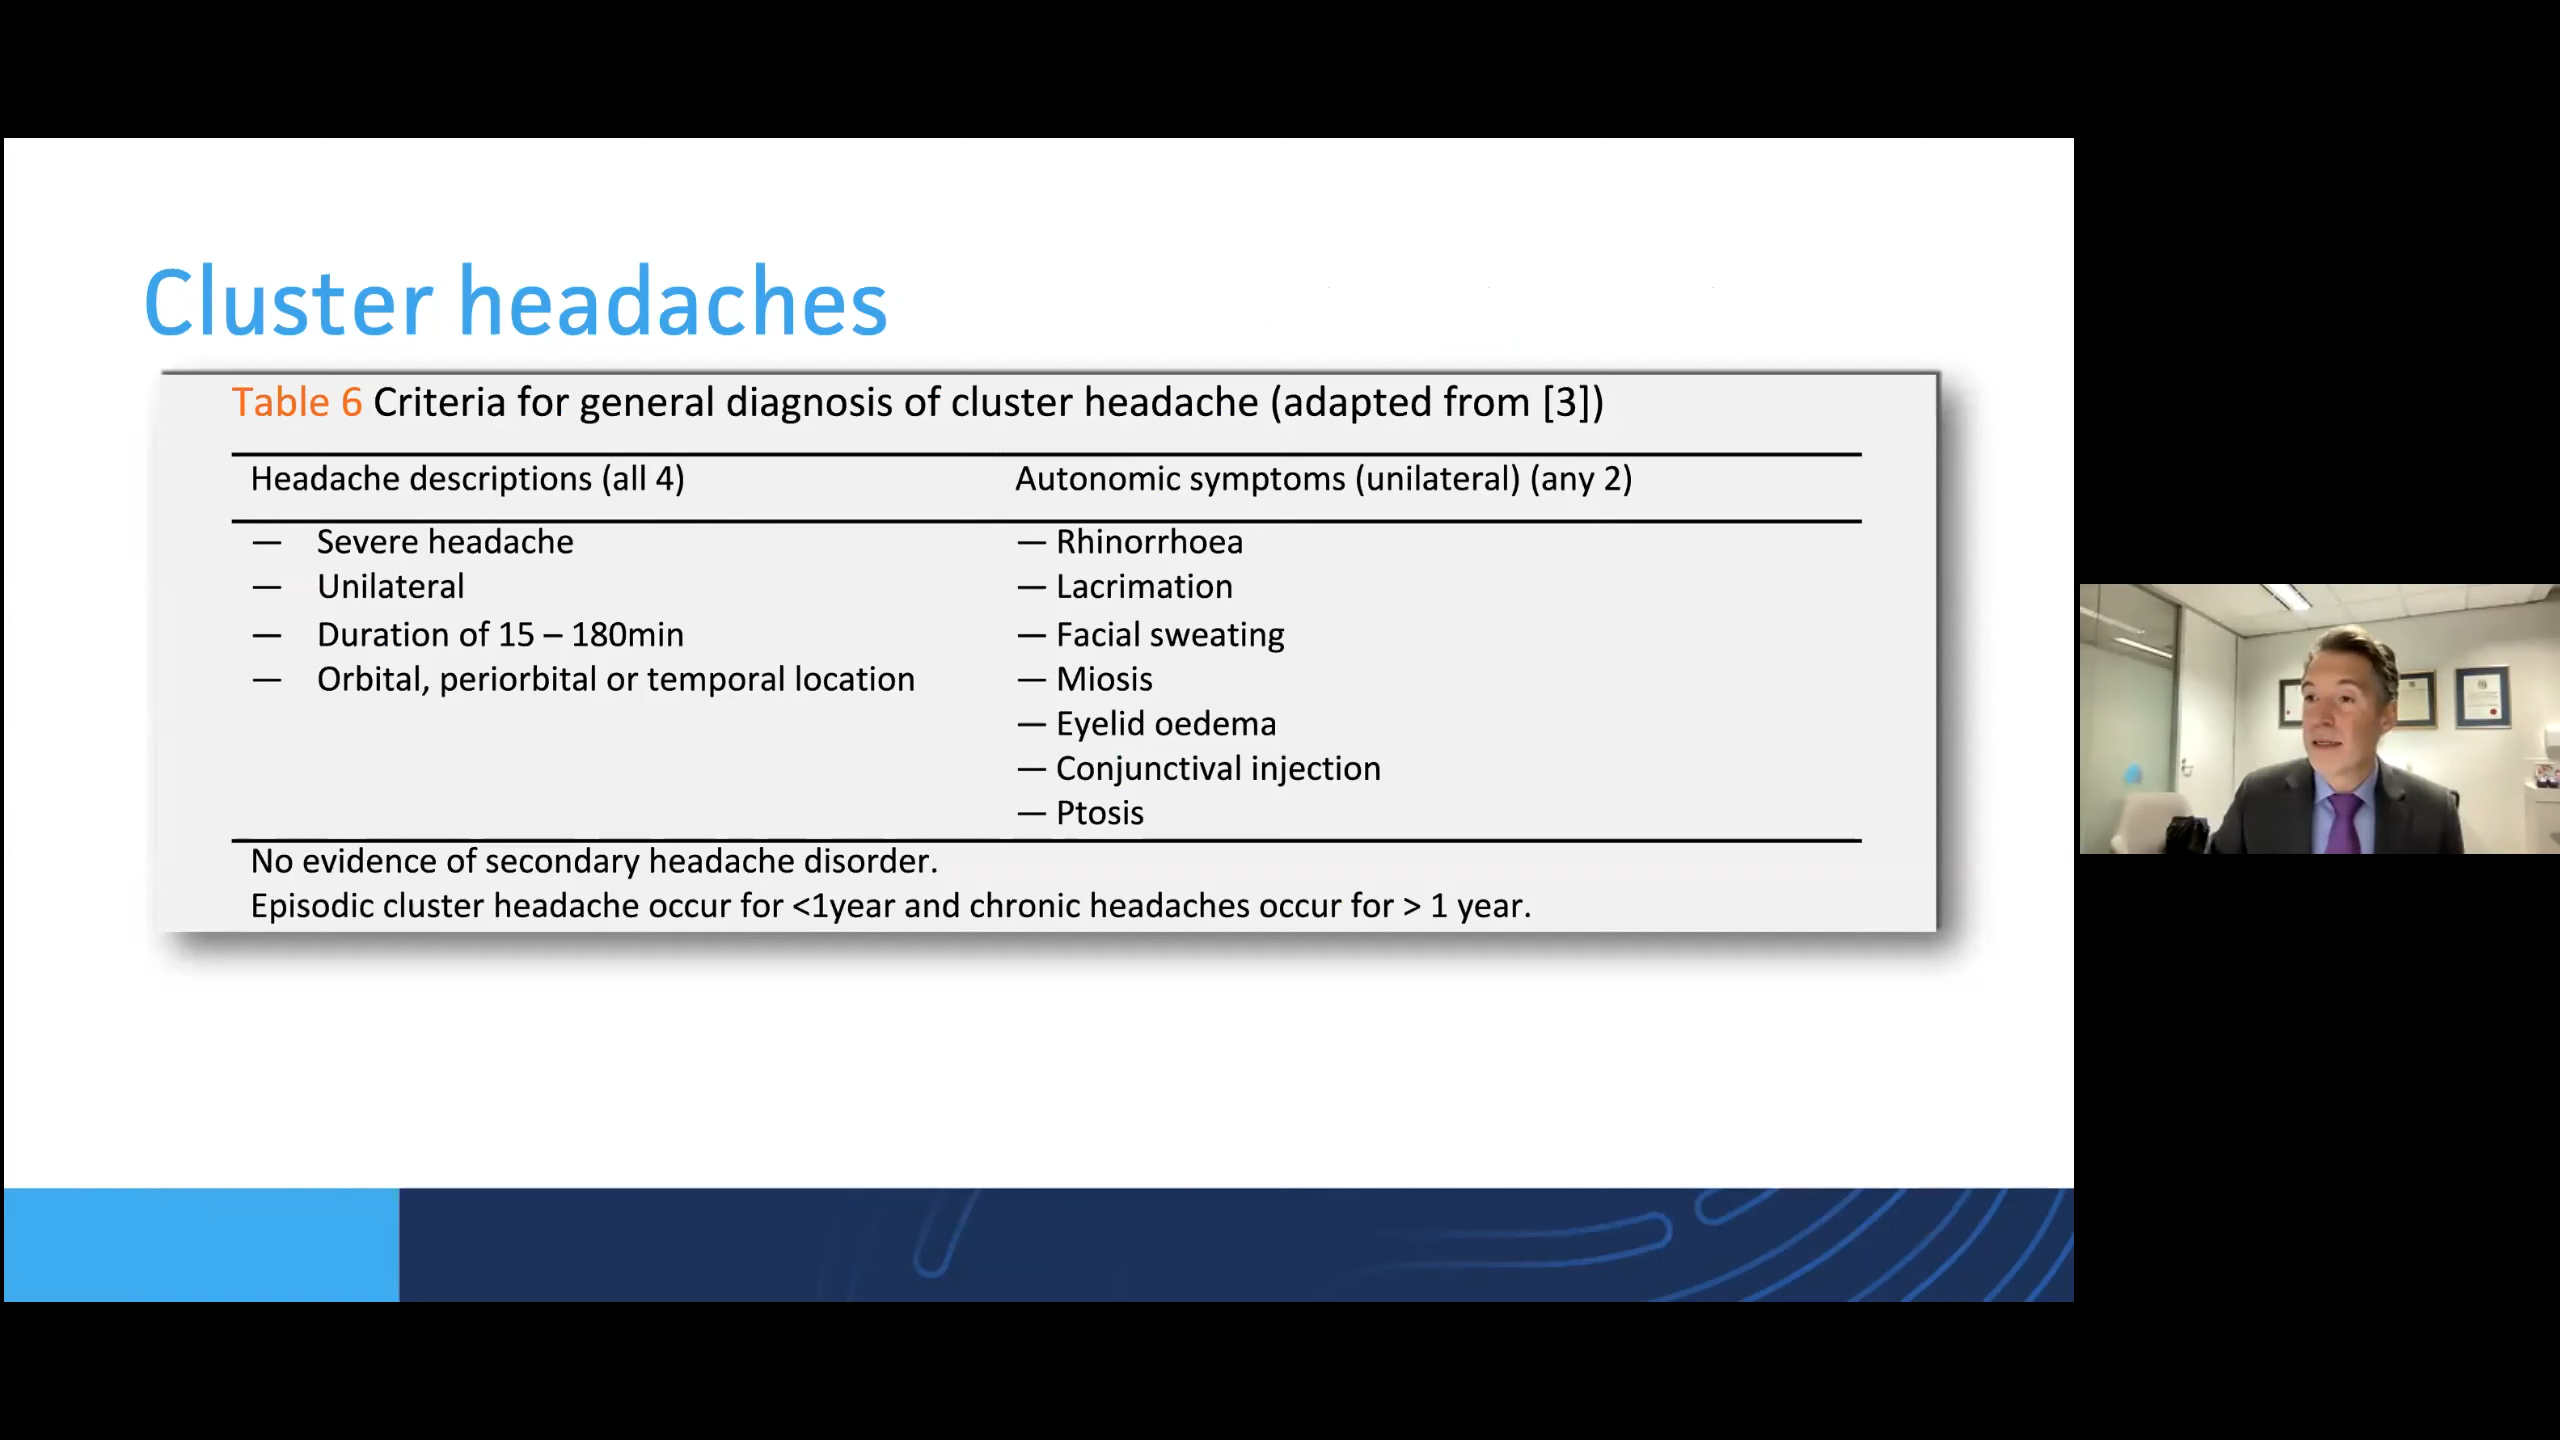 Cluster headaches
Table 6 Criteria for general diagnosis of cluster headache (adapted from [3])
Headache descriptions (all 4)
Autonomic symptoms (unilateral) (any 2)
— Severe headache
— Unilateral
— Duration of 15 – 180min
— Orbital, periorbital or temporal location
— Rhinorrhoea
— Lacrimation
— Facial sweating
— Miosis
— Eyelid oedema
— Conjunctival injection
— Ptosis
No evidence of secondary headache disorder.
Episodic cluster headache occur for <1year and chronic headaches occur for > 1 year.